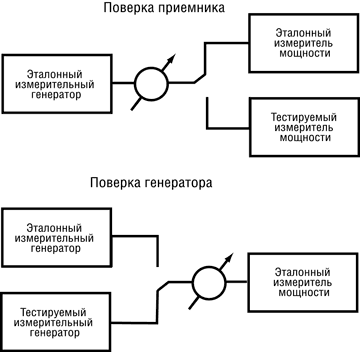 Поверка приемника
Эталонный
измерительный
генератор
Эталонный
измеритель
мощности
Тестируемый
измеритель
мощности
Поверка генератора
Эталонный
измерительный
генератор
Тестируемый
измерительный
генератор
Эталонный
измеритель
мощности